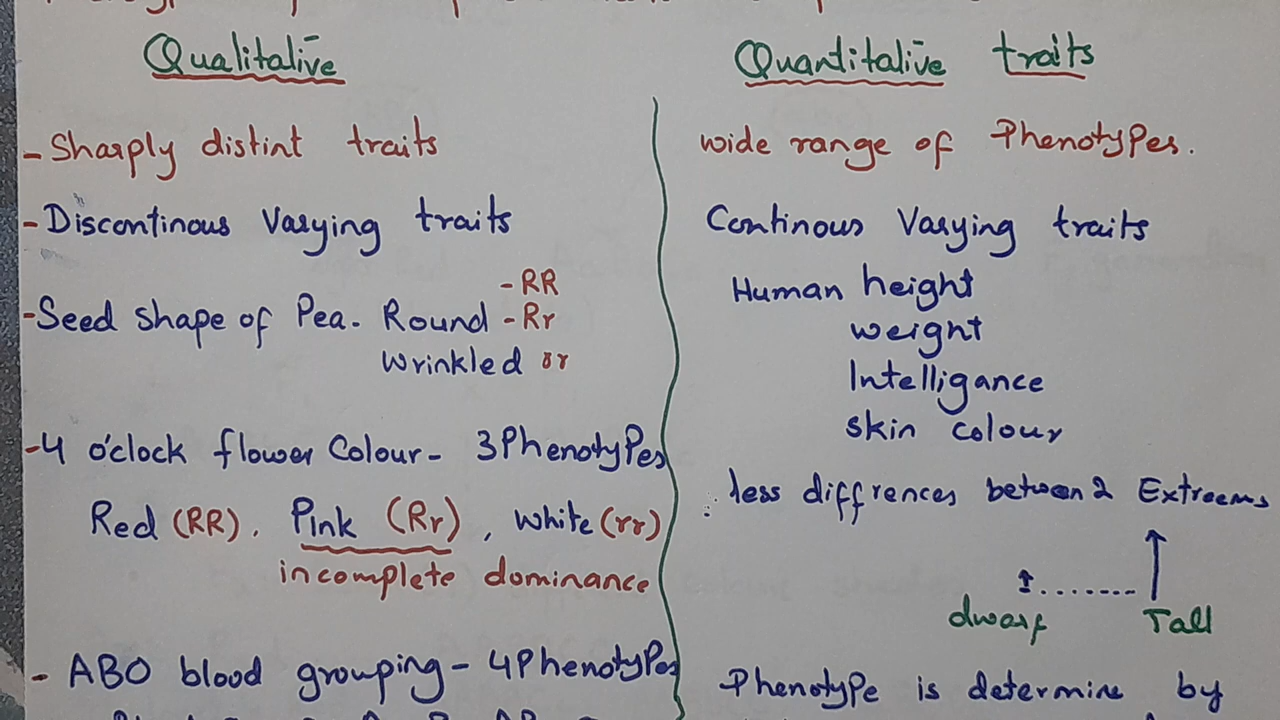 Qualitative
- Sharply distint traits
- Discontinous Varying traits
- Seed shape of Pea. Round - RR
- Rr
Wrinkled rr
- 4 o'clock flower Colour - 3 Phenotypes
Red (RR). Pink (Rr), white (rr)
incomplete dominance
- ABO blood grouping - 4 Phenotypes
Quantitative traits
wide range of Phenotypes.
Continous Varying traits
Human height
weight
Intelligance
skin colour
less diffrences between 2 Extreems
dwarf Tall
Phenotype is determine by